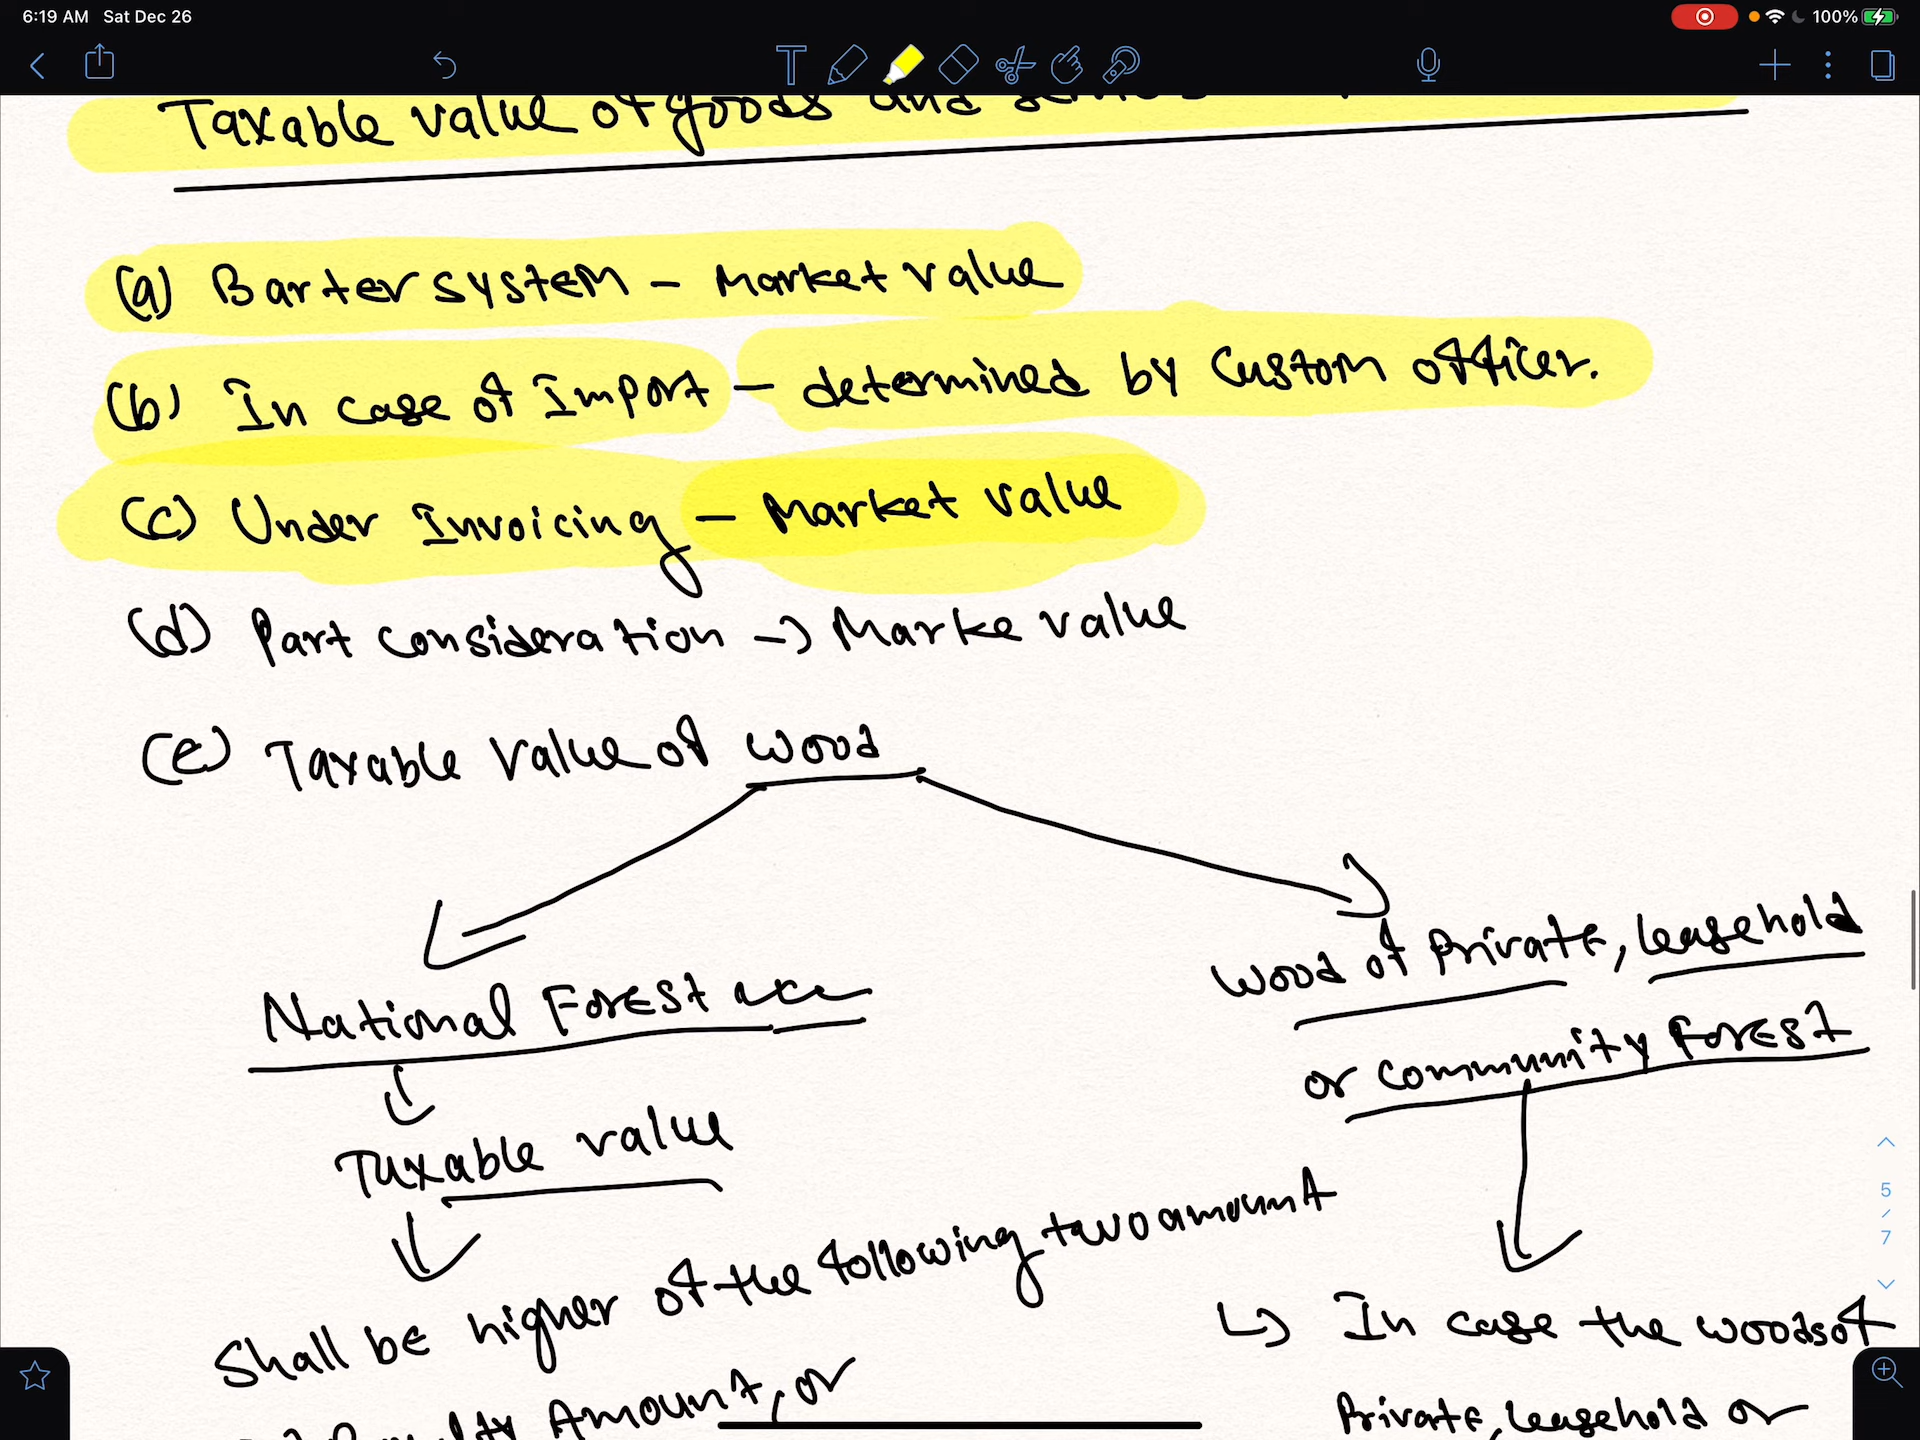 6:19 AM Sat Dec 26
100%
Taxable value of goods and
(a) Barter system - Market value
(b) In case of Import - determined by Custom officer.
(c) Under Invoicing - Market value
(d) Part consideration -> Marke value
(e) Taxable Value of wood
National Forest
Taxable value
Shall be higher of the following two amount
Amount, or
Wood of Private, leasehold
or community Forest
↳ In case the woods of
Private, leasehold or
5
/
7